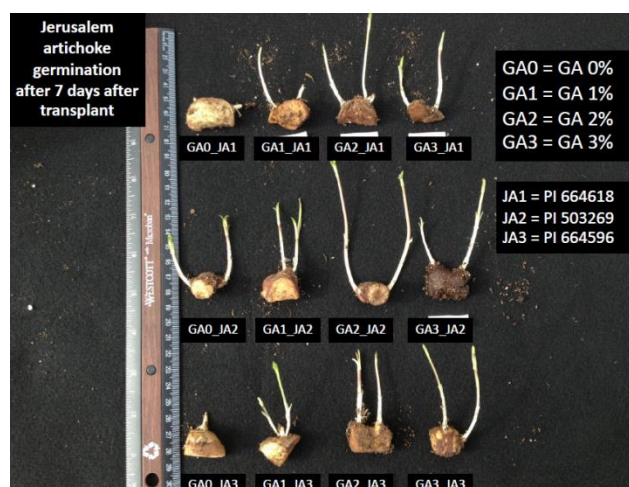 Jerusalem
artichoke
germination
after 7 days after
transplant
GA0 = GA 0%
GA1 = GA 1%
GA2 = GA 2%
GA3 = GA 3%
GA0_JA1
GA1_JA1
GA2_JA1
GA3_JA1
JA1 = PI 664618
JA2 = PI 503269
JA3 = PI 664596
WESTCOTT with Microban
GA0_JA2
GA1_JA2
GA2_JA2
GA3_JA2
GA0_JA3
GA1_JA3
GA2_JA3
GA3_JA3